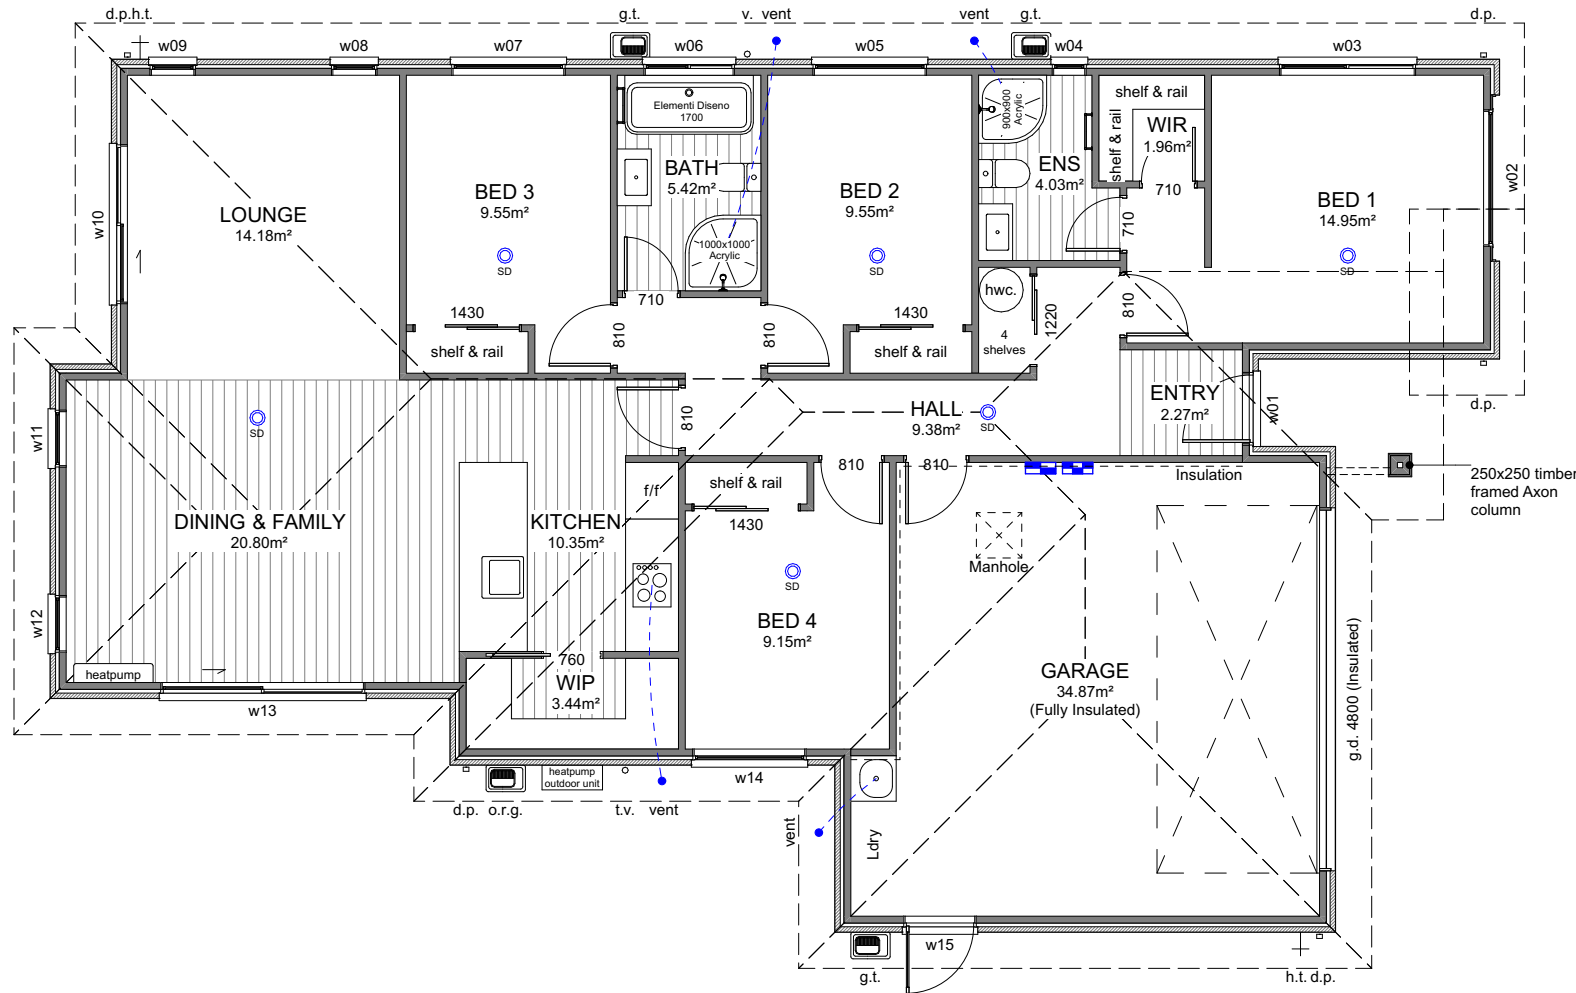 d.p.h.t.
g.t.
v. vent
vent
g.t.
d.p.
w09
w08
w07
w06
w05
w04
w03
Elementi Diseno
1700
900x900
Acrylic
shelf & rail
shelf & rail
WIR
1.96m²
710
BATH
5.42m²
ENS
4.03m²
w02
BED 3
9.55m²
BED 2
9.55m²
BED 1
14.95m²
LOUNGE
14.18m²
w10
710
1000x1000
Acrylic
SD
SD
SD
hwc.
710
810
1430
1430
810
810
1220
4
shelves
shelf & rail
shelf & rail
ENTRY
2.27m²
w01
d.p.
HALL
9.38m²
SD
SD
w11
810
810
810
Insulation
250x250 timber
framed Axon
column
shelf & rail
f/f
1430
DINING & FAMILY
20.80m²
KITCHEN
10.35m²
Manhole
SD
w12
BED 4
9.15m²
g.d. 4800 (Insulated)
heatpump
760
WIP
3.44m²
GARAGE
34.87m²
(Fully Insulated)
w13
heatpump
outdoor unit
w14
d.p.
o.r.g.
t.v.
vent
vent
Ldry
w15
g.t.
h.t. d.p.